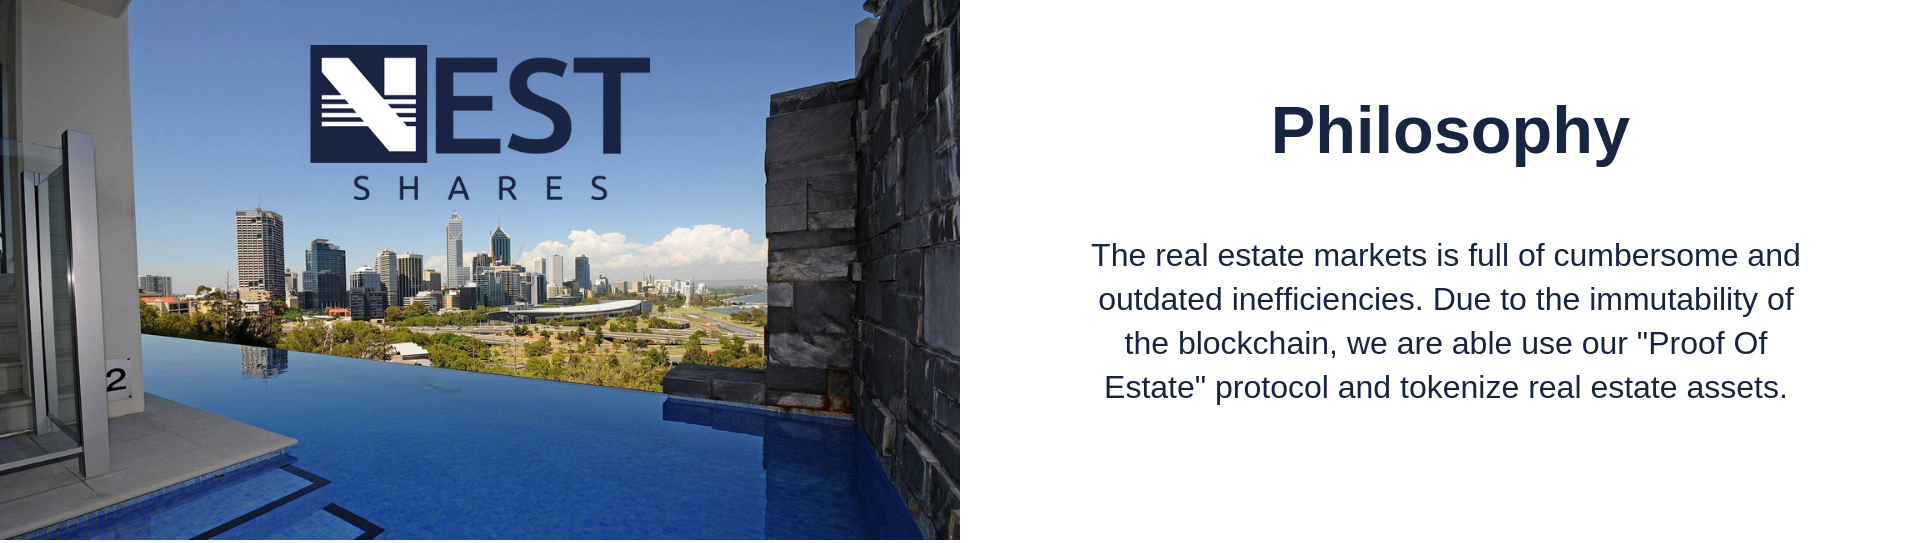 NEST
SHARES
2
Philosophy
The real estate markets is full of cumbersome and
outdated inefficiencies. Due to the immutability of
the blockchain, we are able use our "Proof Of
Estate" protocol and tokenize real estate assets.